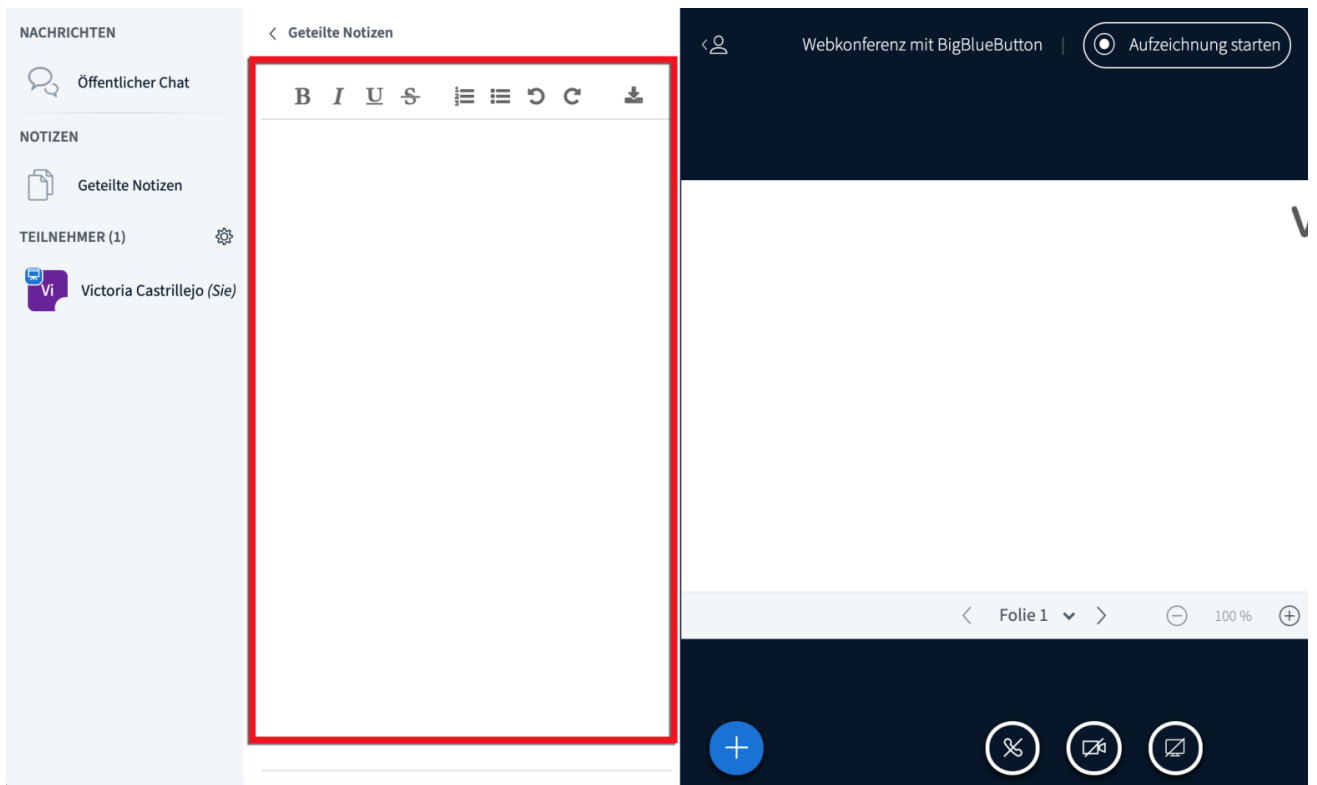 NACHRICHTEN
Öffentlicher Chat
NOTIZEN
Geteilte Notizen
TEILNEHMER (1)
Vi
Victoria Castrillejo (Sie)
Geteilte Notizen
B I U S
Webkonferenz mit BigBlueButton | Aufzeichnung starten
Folie 1
100 %